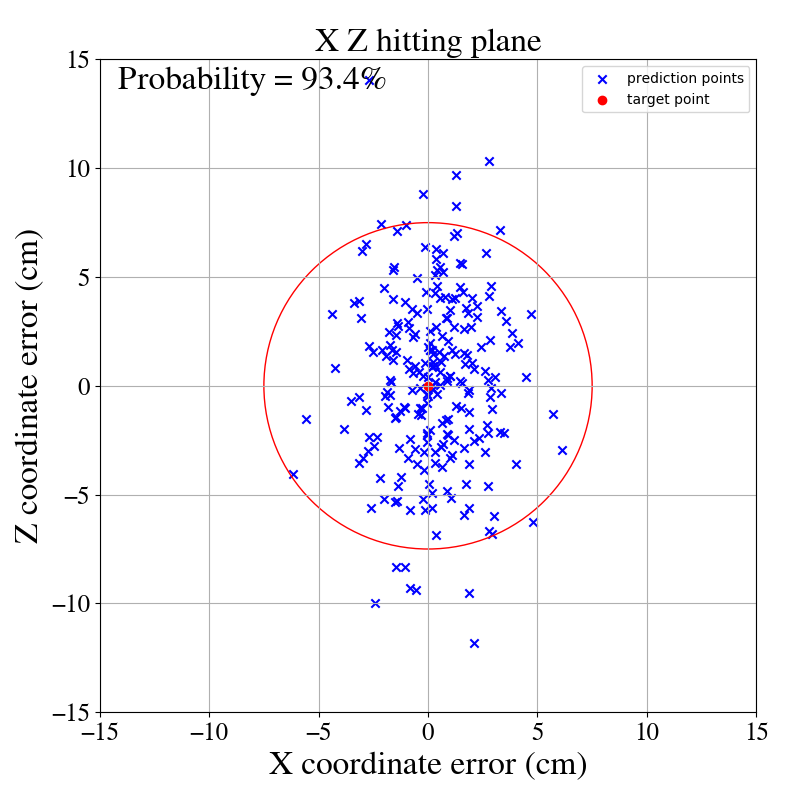 X Z hitting plane
Probability = 93.4%
prediction points
target point
15
10
5
0
−5
−10
−15
Z coordinate error (cm)
−15 −10 −5 0 5 10 15
X coordinate error (cm)